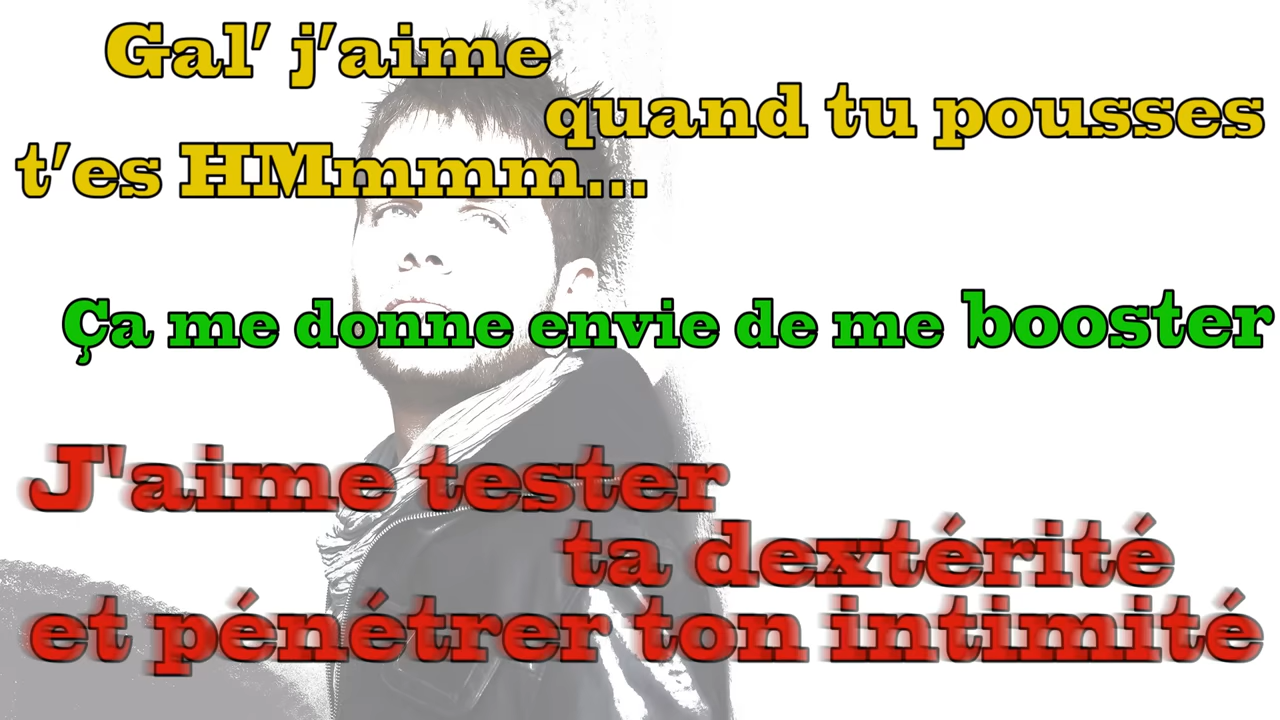 Gal' j'aime
quand tu pousses
t'es HMmmm...
Ça me donne envie de me booster
J'aime tester
ta dextérité
et pénétrer ton intimité